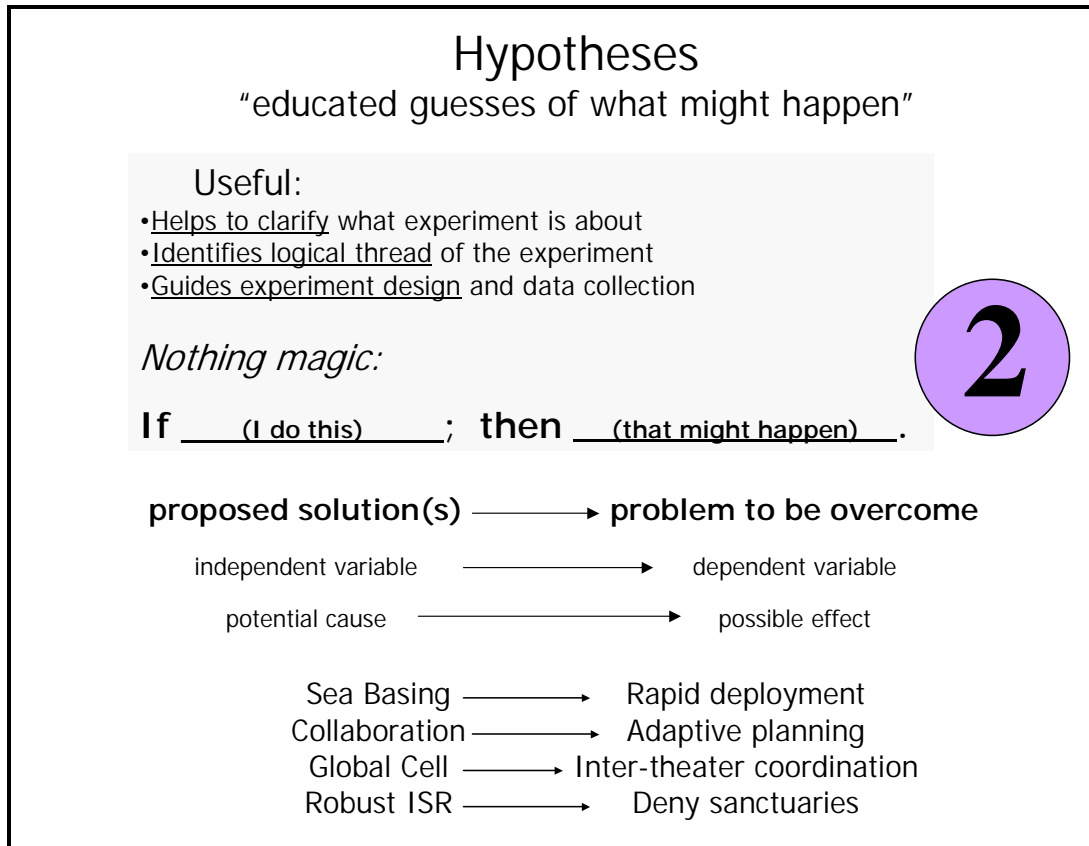 Hypotheses
“educated guesses of what might happen”
Useful:
•Helps to clarify what experiment is about
•Identifies logical thread of the experiment
•Guides experiment design and data collection
2
Nothing magic:
If (I do this) ; then (that might happen) .
proposed solution(s) problem to be overcome
independent variable dependent variable
potential cause possible effect
Sea Basing Rapid deployment
Collaboration Adaptive planning
Global Cell Inter-theater coordination
Robust ISR Deny sanctuaries